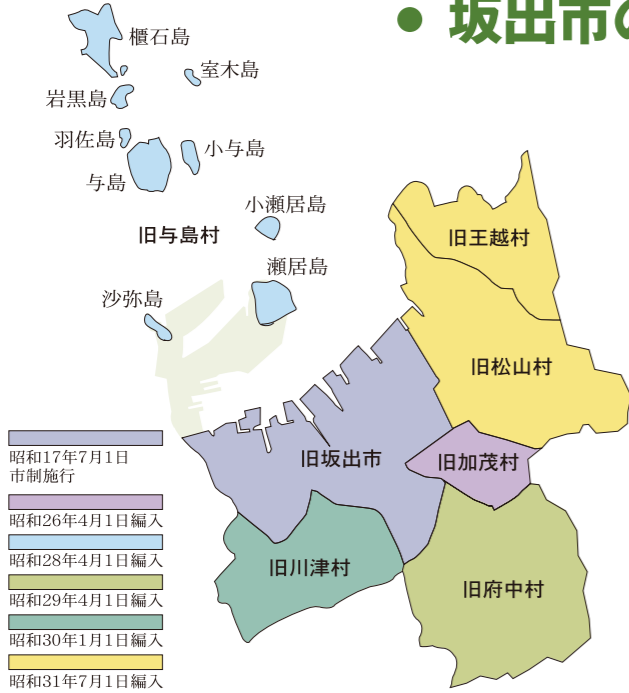 ● 坂出市の
櫃石島
室木島
岩黒島
羽佐島
小与島
与島
小瀬居島
旧与島村
旧王越村
瀬居島
沙弥島
旧松山村
旧坂出市
旧加茂村
旧川津村
旧府中村
昭和17年7月1日
市制施行
昭和26年4月1日編入
昭和28年4月1日編入
昭和29年4月1日編入
昭和30年1月1日編入
昭和31年7月1日編入